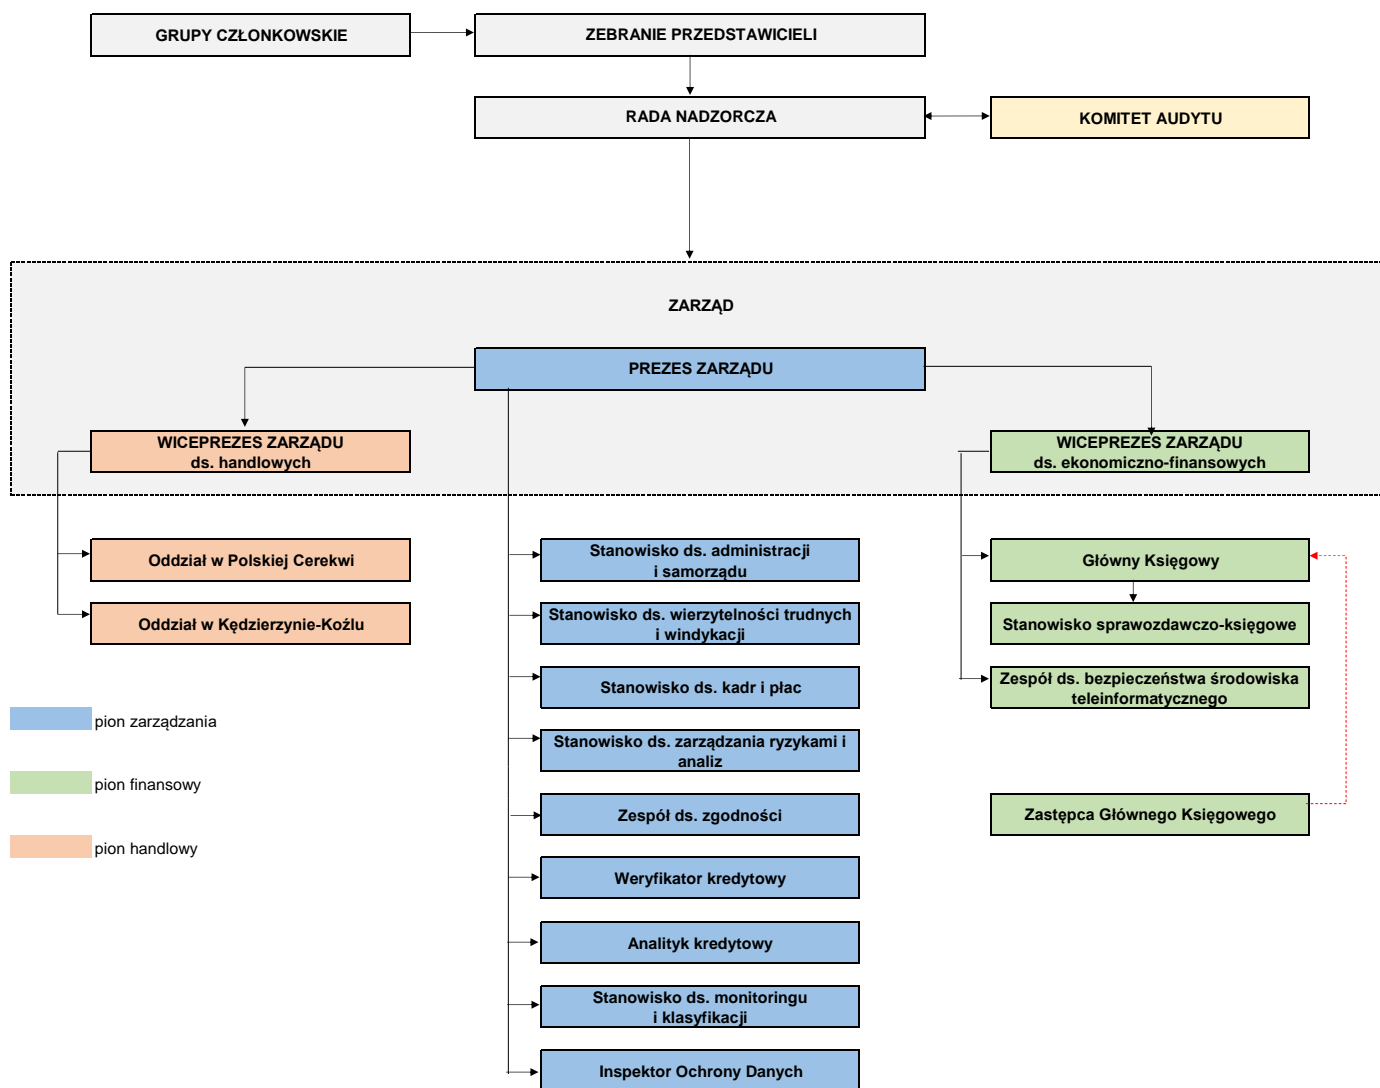 GRUPY CZŁONKOWSKIE
ZEBRANIE PRZEDSTAWICIELI
RADA NADZORCZA
KOMITET AUDYTU
ZARZĄD
PREZES ZARZĄDU
WICEPREZES ZARZĄDU
ds. handlowych
WICEPREZES ZARZĄDU
ds. ekonomiczno-finansowych
Oddział w Polskiej Cerekwi
Oddział w Kędzierzynie-Koźlu
Stanowisko ds. administracji
i samorządu
Stanowisko ds. wierzytelności trudnych
i windykacji
Stanowisko ds. kadr i płac
Stanowisko ds. zarządzania ryzykami i
analiz
Zespół ds. zgodności
Weryfikator kredytowy
Analityk kredytowy
Stanowisko ds. monitoringu
i klasyfikacji
Inspektor Ochrony Danych
Główny Księgowy
Stanowisko sprawozdawczo-księgowe
Zespół ds. bezpieczeństwa środowiska
teleinformatycznego
Zastępca Głównego Księgowego
pion zarządzania
pion finansowy
pion handlowy